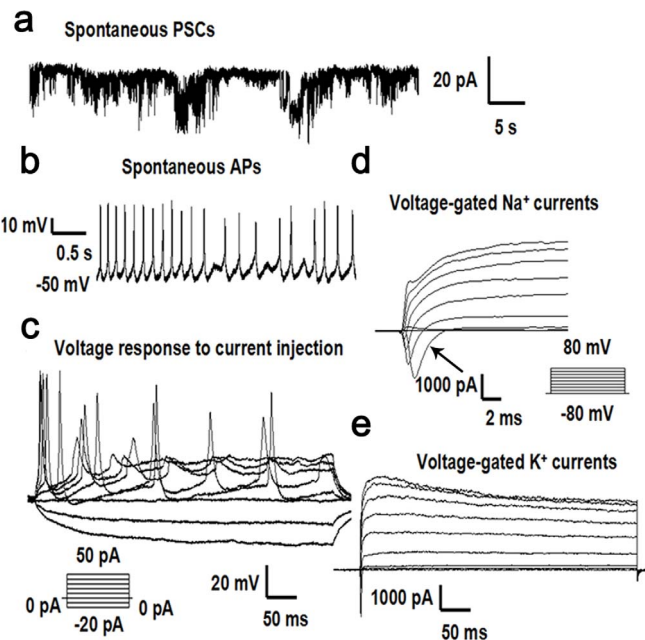 a
Spontaneous PSCs
20 pA
5 s
b
Spontaneous APs
10 mV
0.5 s
-50 mV
c
Voltage response to current injection
50 pA
0 pA
0 pA
-20 pA
20 mV
50 ms
d
Voltage-gated Na⁺ currents
1000 pA
2 ms
80 mV
-80 mV
e
Voltage-gated K⁺ currents
1000 pA
50 ms